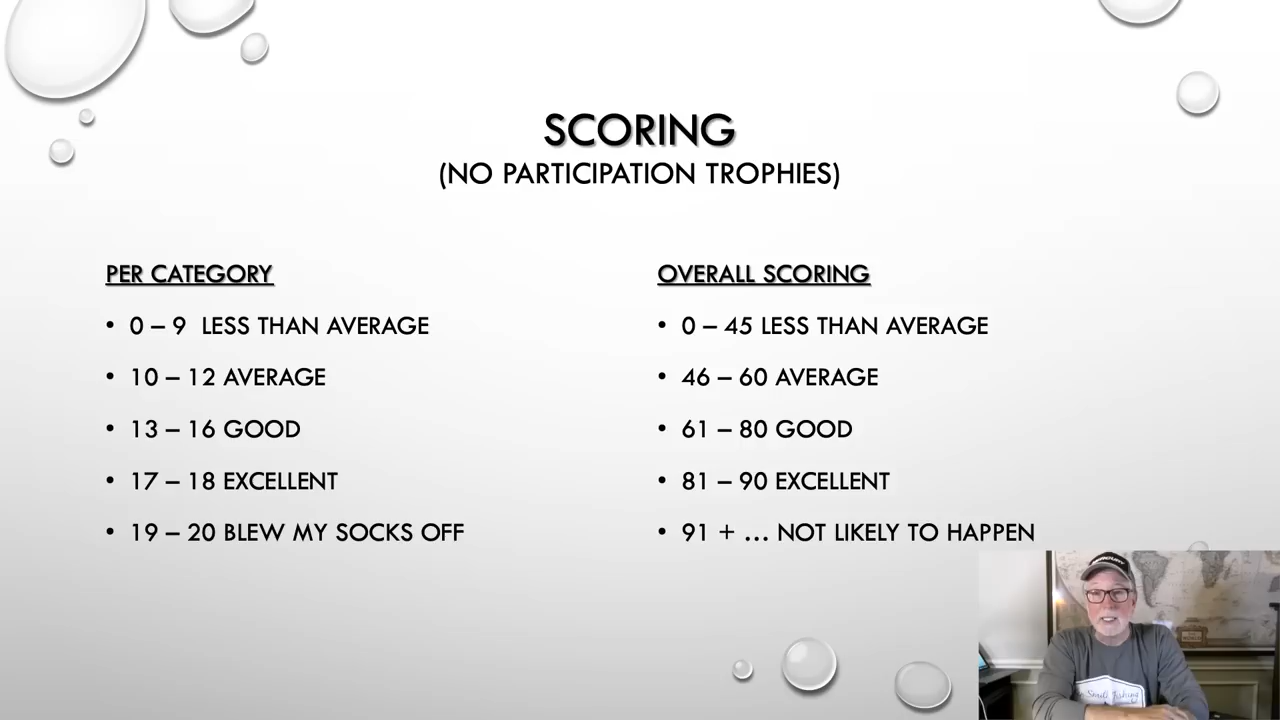 SCORING
(NO PARTICIPATION TROPHIES)
PER CATEGORY
• 0 – 9 LESS THAN AVERAGE
• 10 – 12 AVERAGE
• 13 – 16 GOOD
• 17 – 18 EXCELLENT
• 19 – 20 BLEW MY SOCKS OFF
OVERALL SCORING
• 0 – 45 LESS THAN AVERAGE
• 46 – 60 AVERAGE
• 61 – 80 GOOD
• 81 – 90 EXCELLENT
• 91 + … NOT LIKELY TO HAPPEN
Small Fishing